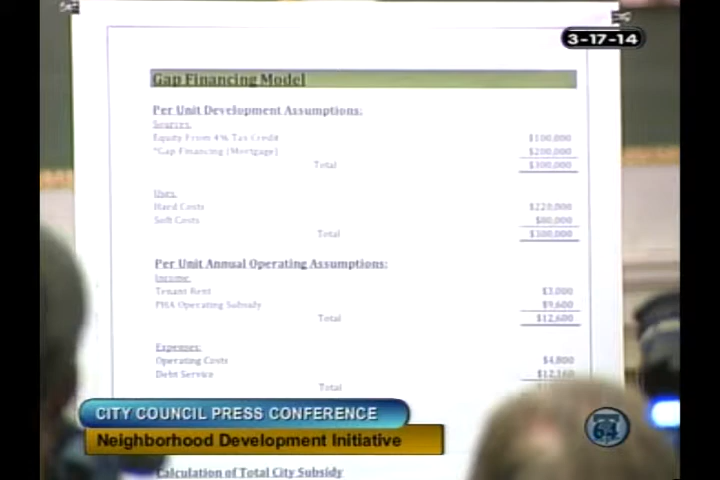 3-17-14
Gap Financing Model
Per Unit Development Assumptions:
Sources
Equity From 4% Tax Credit $100,000
*Gap Financing (Mortgage) $200,000
Total $300,000
Uses
Hard Costs $220,000
Soft Costs $80,000
Total $300,000
Per Unit Annual Operating Assumptions:
Income
Tenant Rent $3,000
PHA Operating Subsidy $9,600
Total $12,600
Expenses
Operating Costs $4,800
Debt Service
Total
CITY COUNCIL PRESS CONFERENCE
64
Neighborhood Development Initiative
Calculation of Total City Subsidy